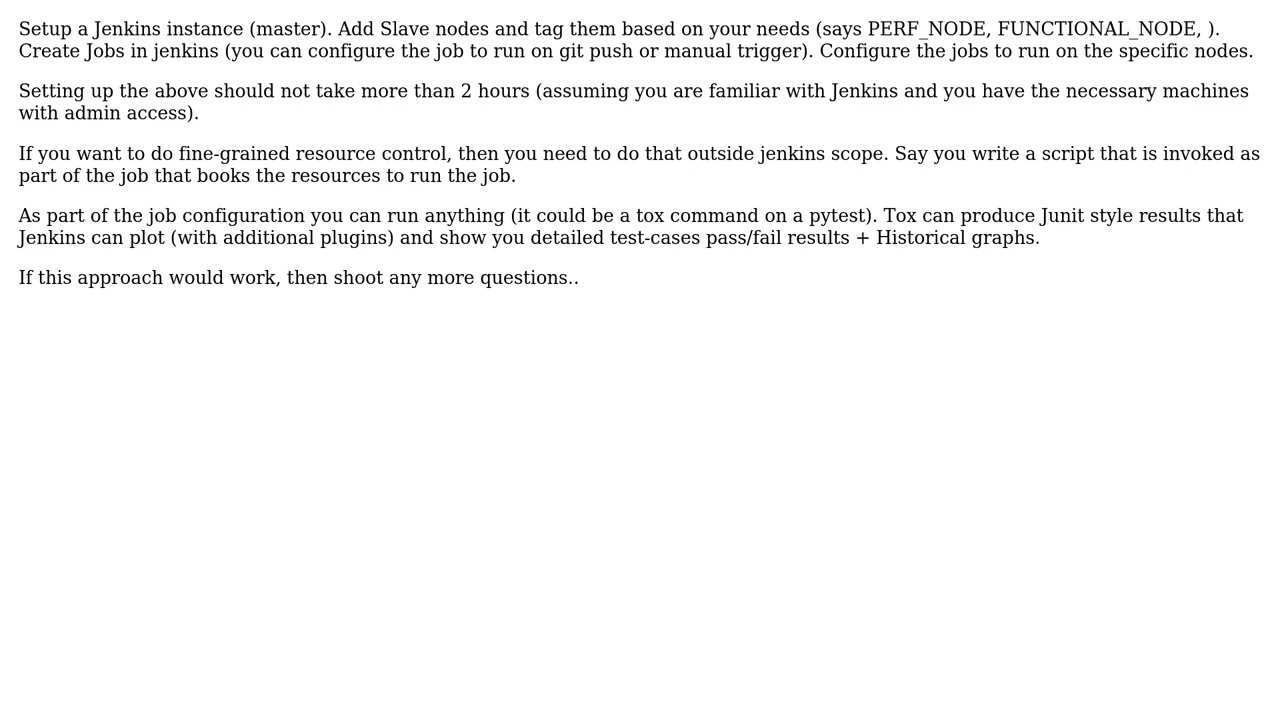 Setup a Jenkins instance (master). Add Slave nodes and tag them based on your needs (says PERF_NODE, FUNCTIONAL_NODE, ).
Create Jobs in jenkins (you can configure the job to run on git push or manual trigger). Configure the jobs to run on the specific nodes.
Setting up the above should not take more than 2 hours (assuming you are familiar with Jenkins and you have the necessary machines
with admin access).
If you want to do fine-grained resource control, then you need to do that outside jenkins scope. Say you write a script that is invoked as
part of the job that books the resources to run the job.
As part of the job configuration you can run anything (it could be a tox command on a pytest). Tox can produce Junit style results that
Jenkins can plot (with additional plugins) and show you detailed test-cases pass/fail results + Historical graphs.
If this approach would work, then shoot any more questions..